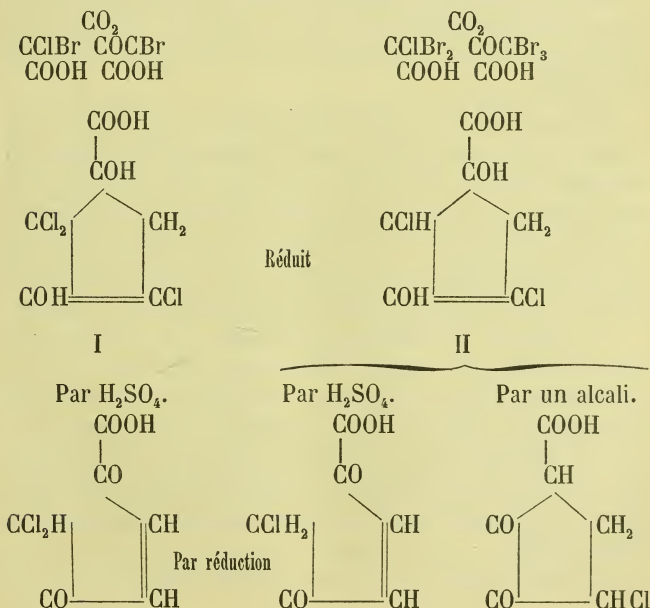 CO₂ CO₂
CClBr COCBr CClBr₂ COCBr₃
COOH COOH COOH COOH
COOH COOH
COH COH
CCl₂ CH₂ CClH CH₂
Réduit
COH CCl COH CCl
I II
Par H₂SO₄. Par H₂SO₄. Par un alcali.
COOH COOH COOH
CO CO CH
CCl₂H CH CClH₂ CH CO CH₂
Par réduction
CO CH CO CH CO CHCl